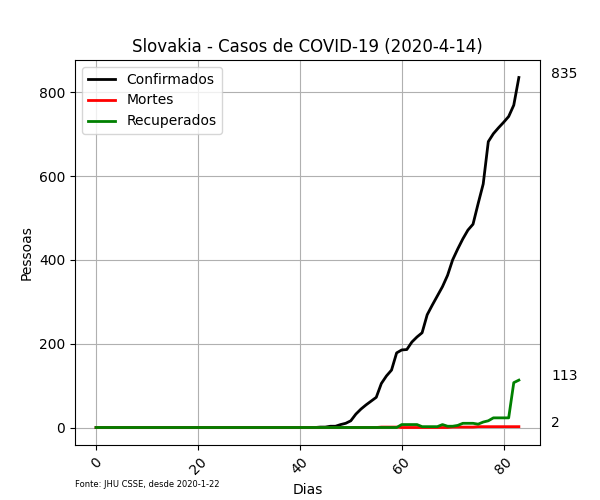 Slovakia - Casos de COVID-19 (2020-4-14)
Confirmados
Mortes
Recuperados
835
113
2
Pessoas
800
600
400
200
0
0
20
40
60
80
Dias
Fonte: JHU CSSE, desde 2020-1-22